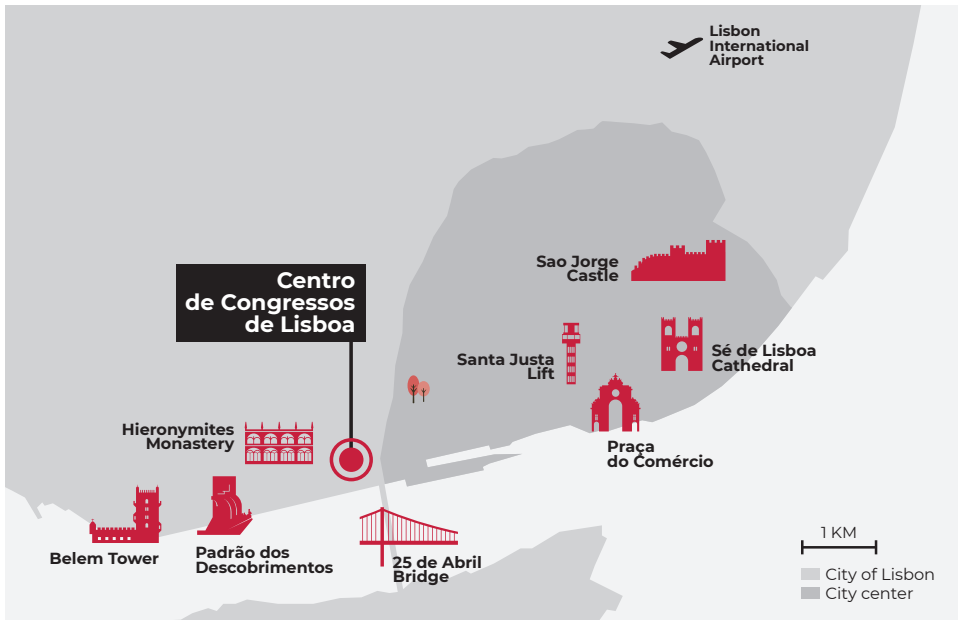 Lisbon
International
Airport
Sao Jorge
Castle
Centro
de Congressos
de Lisboa
Santa Justa
Lift
Sé de Lisboa
Cathedral
Hieronymites
Monastery
Praça
do Comércio
Belem Tower
Padrão dos
Descobrimentos
25 de Abril
Bridge
1 KM
City of Lisbon
City center